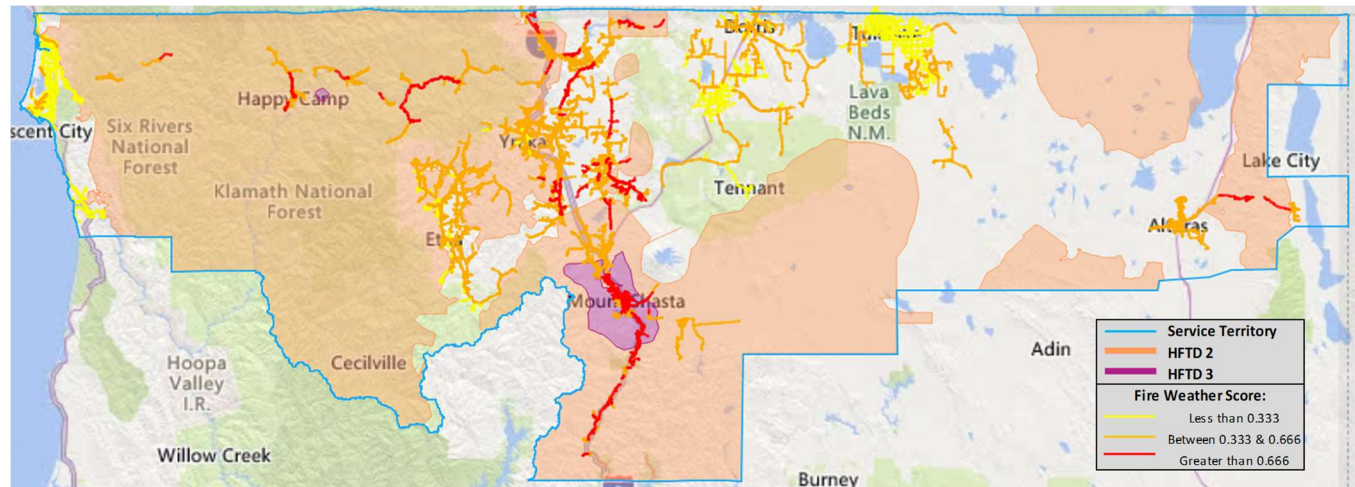 Happy Camp
scent City
Six Rivers
National
Forest
Klamath National
Forest
Lava
Beds
N.M.
Lake City
Tennant
Mount Shasta
Cecilville
Hoopa
Valley
I.R.
Willow Creek
Adin
Burney
5
Service Territory
HFTD 2
HFTD 3
Fire Weather Score:
Less than 0.333
Between 0.333 & 0.666
Greater than 0.666